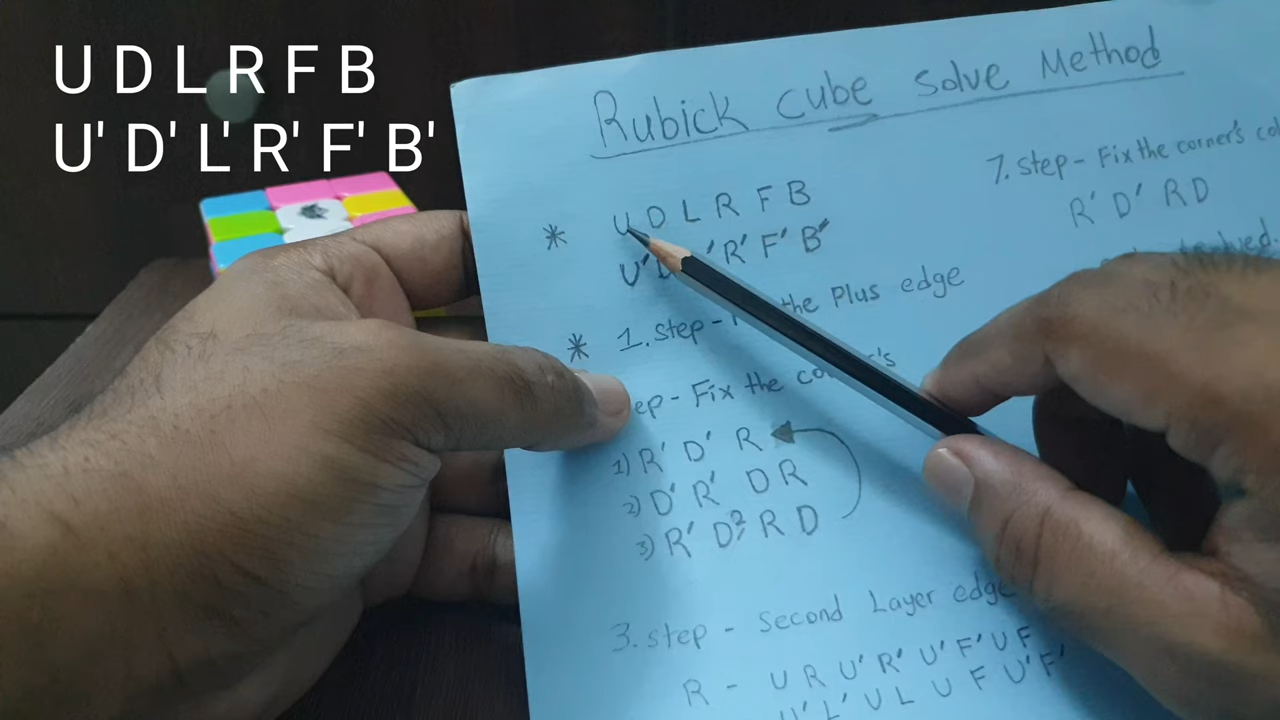 U D L R F B
U' D' L' R' F' B'
Rubick cube solve Method
* U D L R F B
U' R' F' B'
* 1. Step - the Plus edge
- Fix the
1) R' D' R
2) D' R' D R
3) R' D2 R D
3. step - Second Layer edge
R - U R U' R' U' F' U F
U' L' U L U F U' F'
7. Step - Fix the corner's
R' D' R D